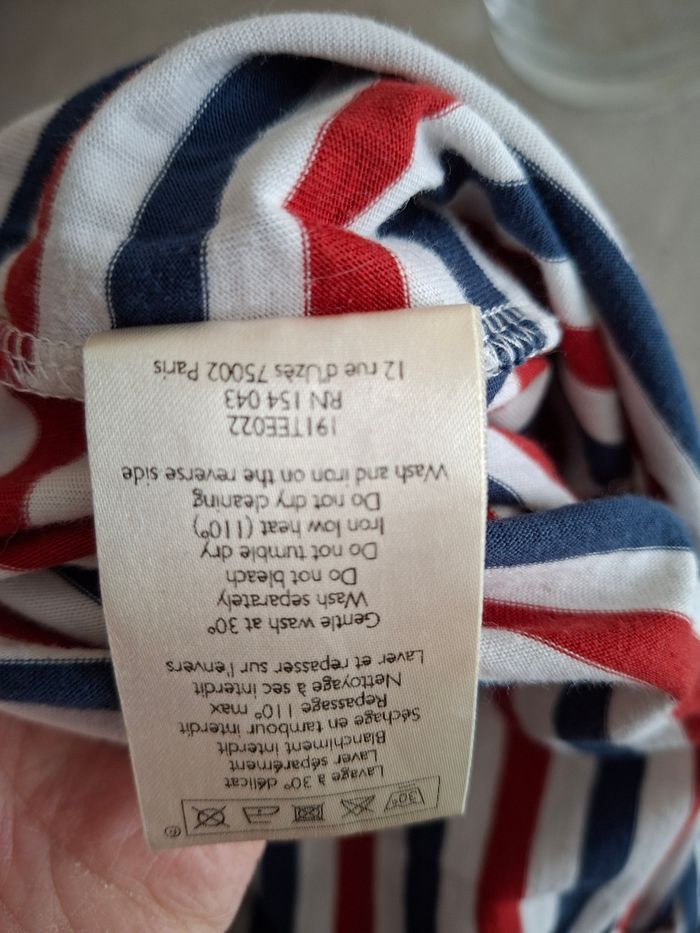 30°
®
Lavage à 30° délicat
Laver séparément
Blanchiment interdit
Séchage en tambour interdit
Repassage 110° max
Nettoyage à sec interdit
Laver et repasser sur l'envers
Gentle wash at 30°
Wash separately
Do not bleach
Do not tumble dry
Iron low heat (110°)
Do not dry cleaning
Wash and iron on the reverse side
191TEE022
RN 154 043
12 rue d'Uzès 75002 Paris